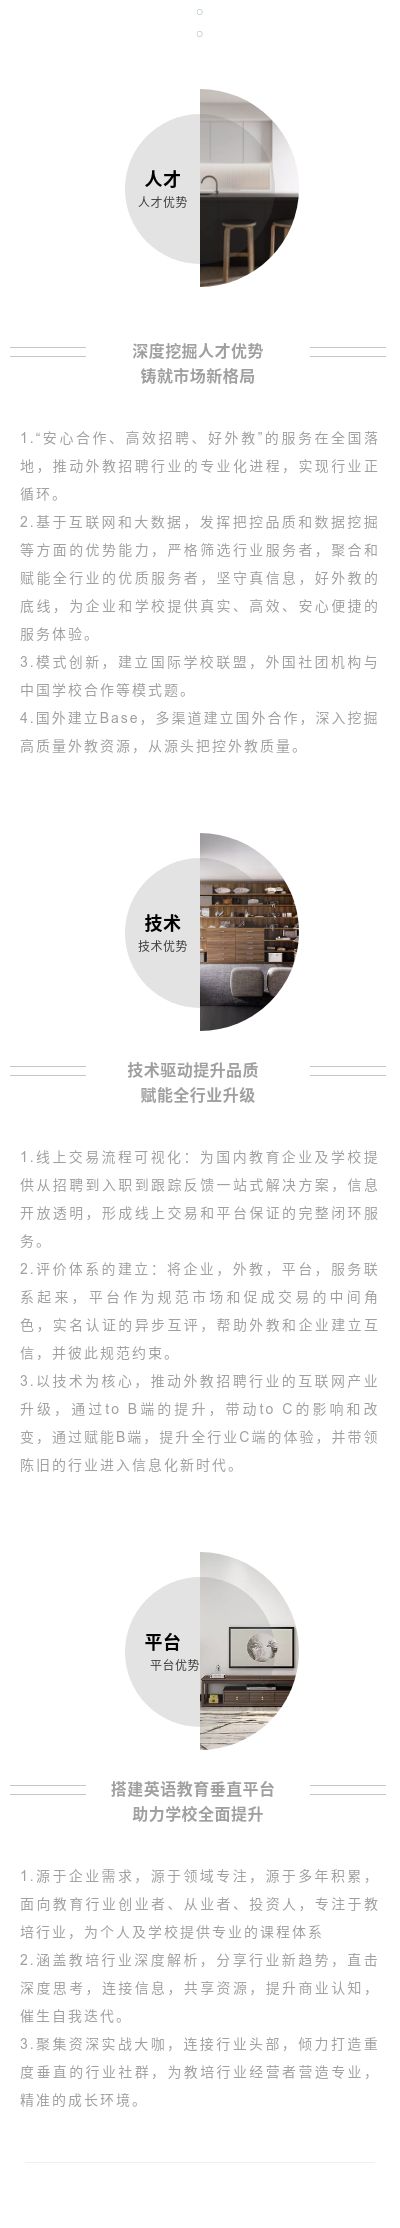 人才
人才优势
深度挖掘人才优势
铸就市场新格局
1.“安心合作、高效招聘、好外教”的服务在全国落
地，推动外教招聘行业的专业化进程，实现行业正
循环。
2.基于互联网和大数据，发挥把控品质和数据挖掘
等方面的优势能力，严格筛选行业服务者，聚合和
赋能全行业的优质服务者，坚守真信息，好外教的
底线，为企业和学校提供真实、高效、安心便捷的
服务体验。
3.模式创新，建立国际学校联盟，外国社团机构与
中国学校合作等模式题。
4.国外建立Base，多渠道建立国外合作，深入挖掘
高质量外教资源，从源头把控外教质量。
技术
技术优势
技术驱动提升品质
赋能全行业升级
1.线上交易流程可视化：为国内教育企业及学校提
供从招聘到入职到跟踪反馈一站式解决方案，信息
开放透明，形成线上交易和平台保证的完整闭环服
务。
2.评价体系的建立：将企业，外教，平台，服务联
系起来，平台作为规范市场和促成交易的中间角
色，实名认证的异步互评，帮助外教和企业建立互
信，并彼此规范约束。
3.以技术为核心，推动外教招聘行业的互联网产业
升级，通过to B端的提升，带动to C的影响和改
变，通过赋能B端，提升全行业C端的体验，并带领
陈旧的行业进入信息化新时代。
平台
平台优势
搭建英语教育垂直平台
助力学校全面提升
1.源于企业需求，源于领域专注，源于多年积累，
面向教育行业创业者、从业者、投资人，专注于教
培行业，为个人及学校提供专业的课程体系
2.涵盖教培行业深度解析，分享行业新趋势，直击
深度思考，连接信息，共享资源，提升商业认知，
催生自我迭代。
3.聚集资深实战大咖，连接行业头部，倾力打造重
度垂直的行业社群，为教培行业经营者营造专业，
精准的成长环境。